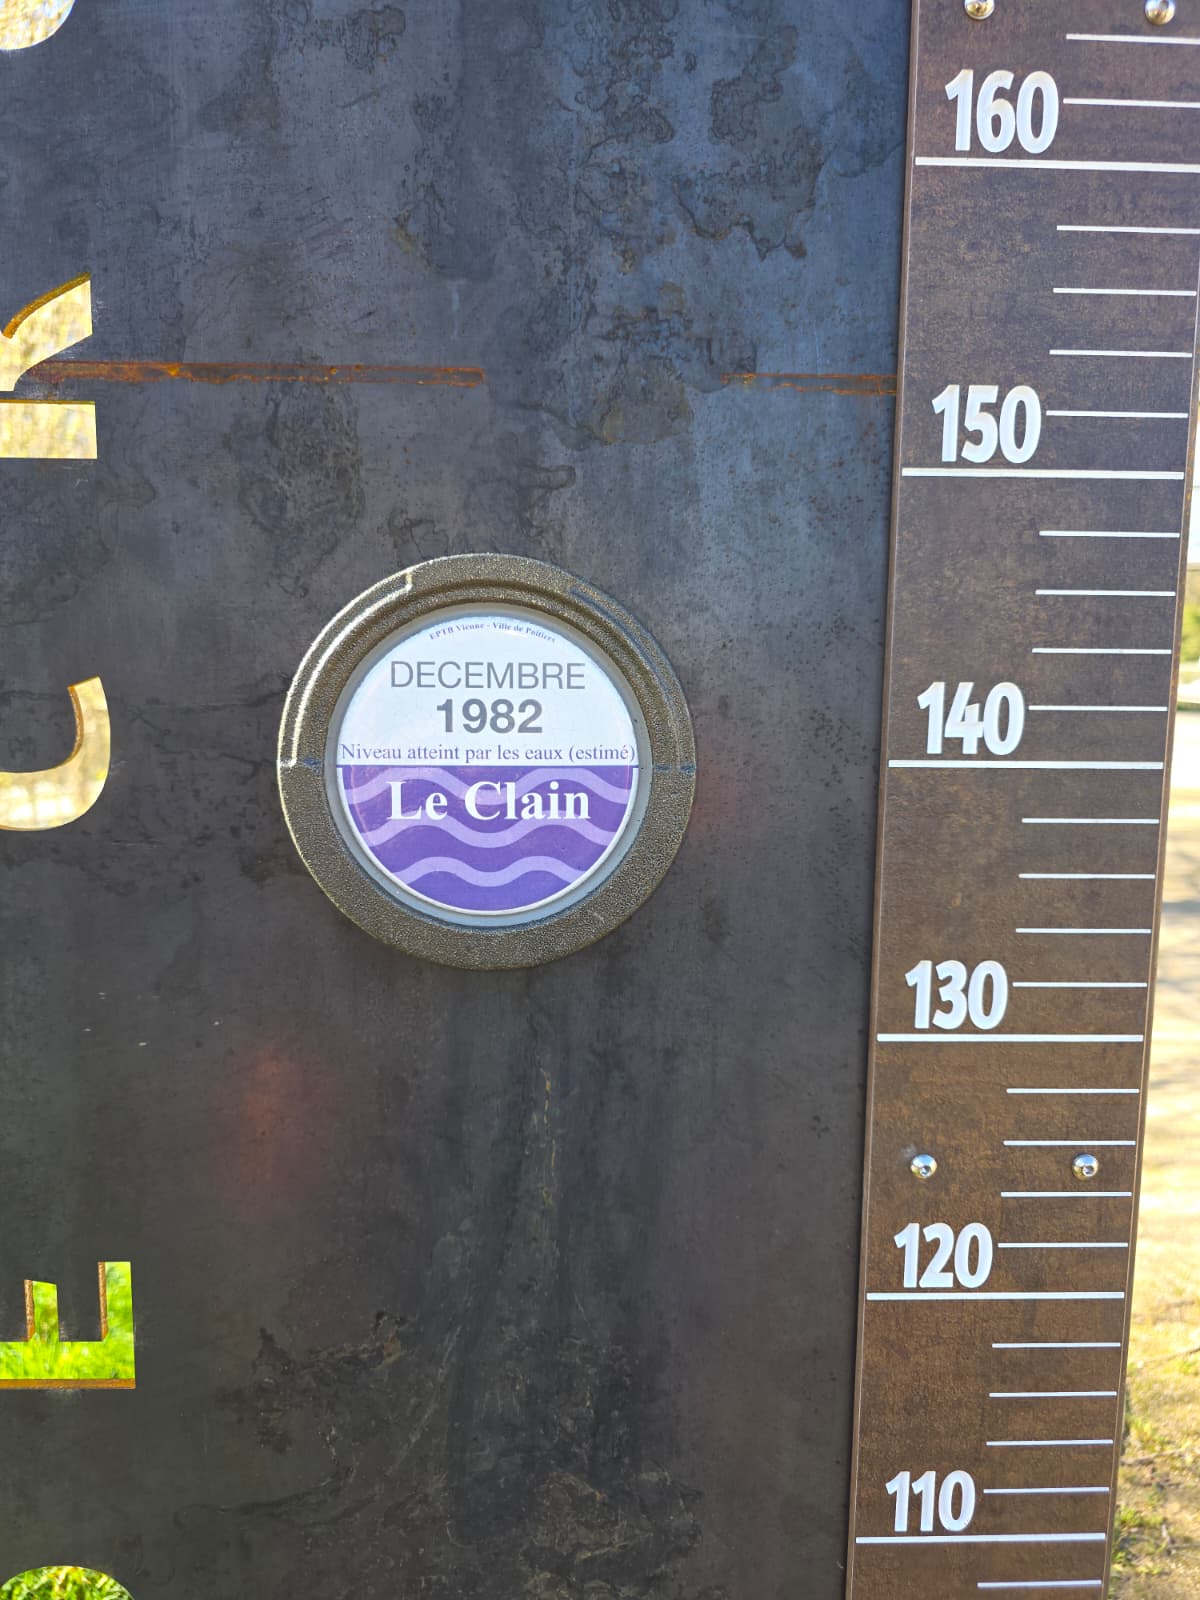 EPTB Vienne - Ville de Poitiers
DECEMBRE
1982
Niveau atteint par les eaux (estimé)
Le Clain
160
150
140
130
120
110